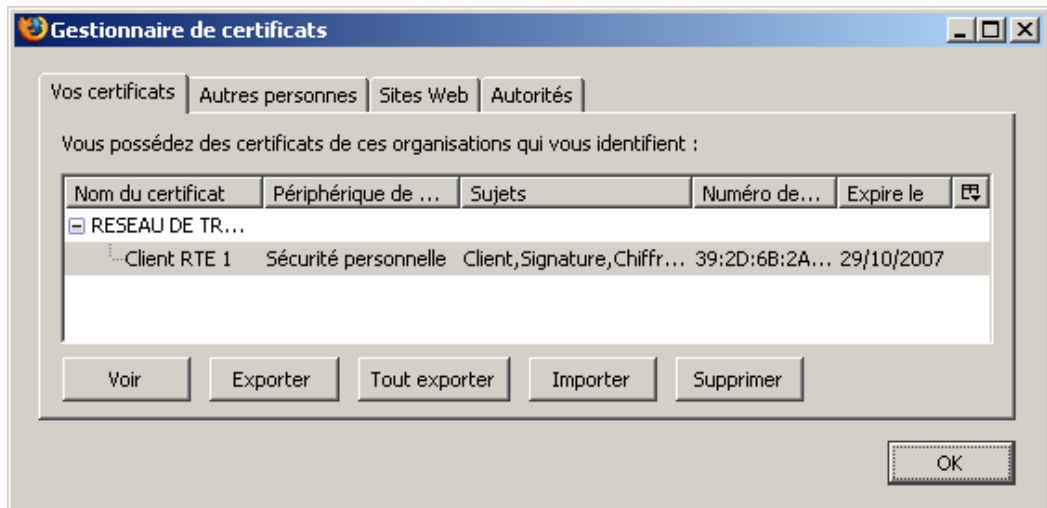 Gestionnaire de certificats
Vos certificats Autres personnes Sites Web Autorités
Vous possédez des certificats de ces organisations qui vous identifient :
Nom du certificat Périphérique de ... Sujets Numéro de... Expire le
RESEAU DE TR...
Client RTE 1 Sécurité personnelle Client,Signature,Chiffr... 39:2D:6B:2A... 29/10/2007
Voir Exporter Tout exporter Importer Supprimer
OK